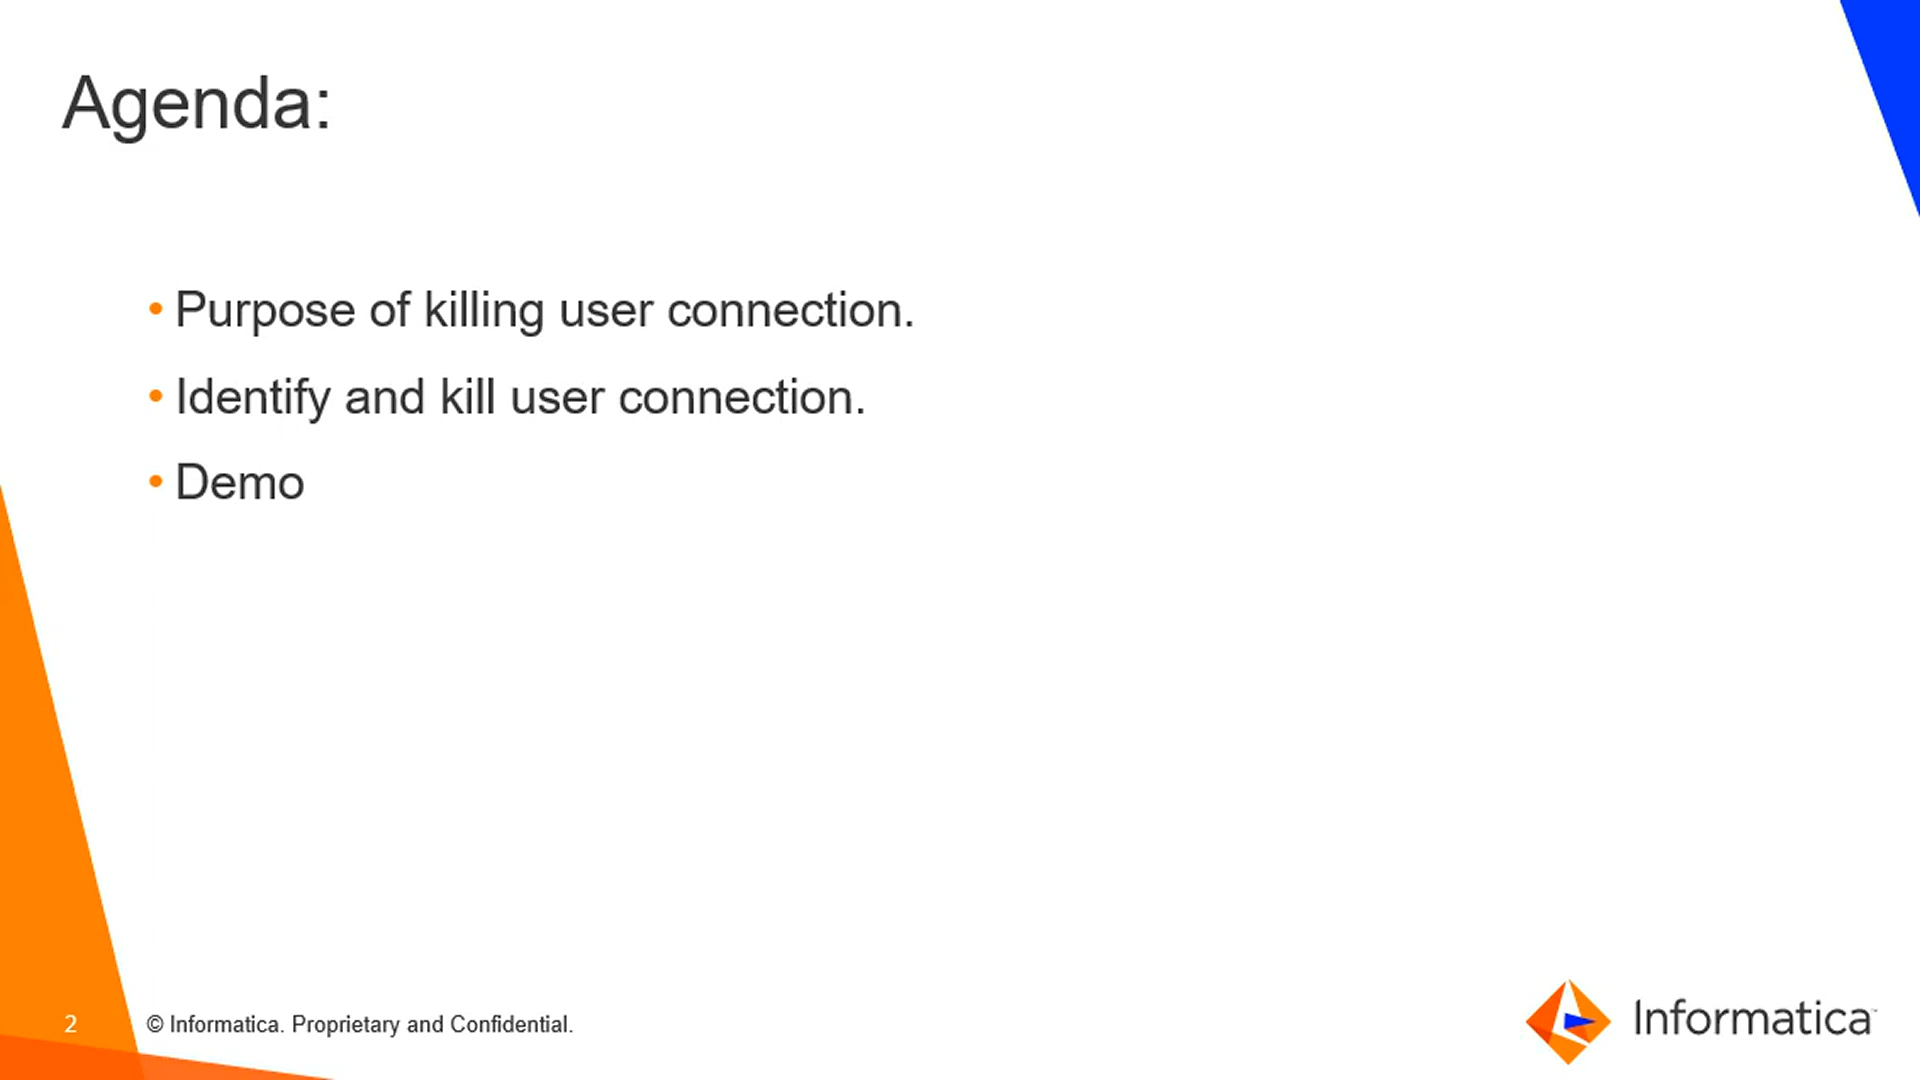 Agenda:
• Purpose of killing user connection.
• Identify and kill user connection.
• Demo
2
© Informatica. Proprietary and Confidential.
Informatica